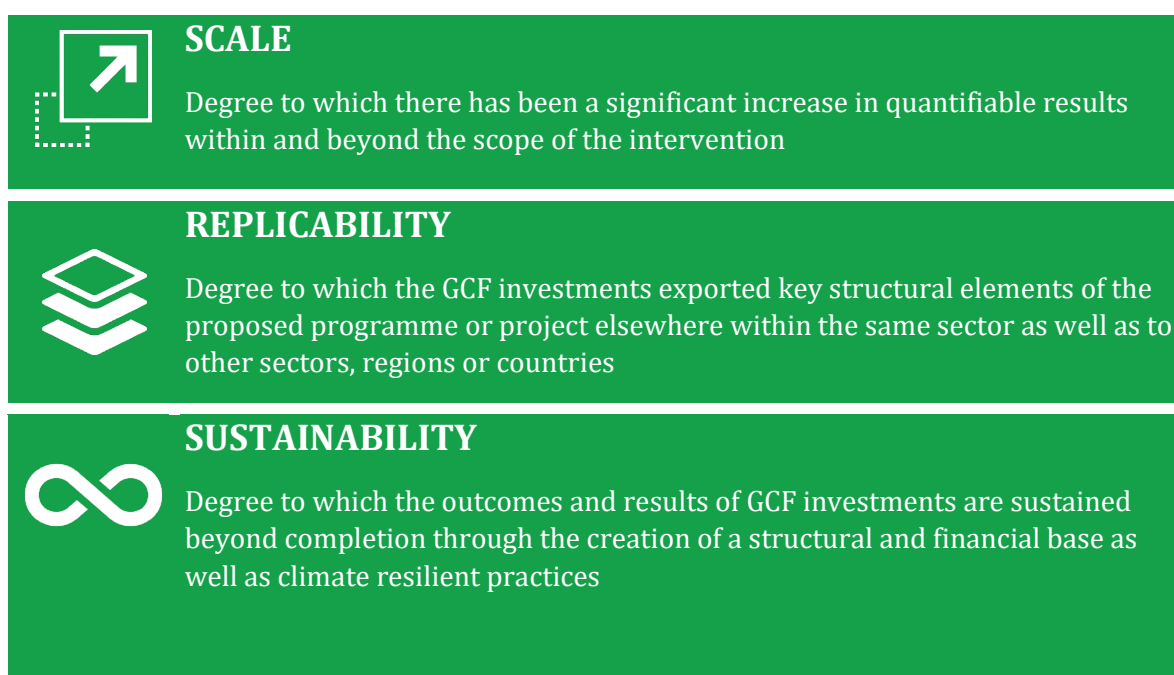 SCALE
Degree to which there has been a significant increase in quantifiable results
within and beyond the scope of the intervention
REPLICABILITY
Degree to which the GCF investments exported key structural elements of the
proposed programme or project elsewhere within the same sector as well as to
other sectors, regions or countries
SUSTAINABILITY
Degree to which the outcomes and results of GCF investments are sustained
beyond completion through the creation of a structural and financial base as
well as climate resilient practices